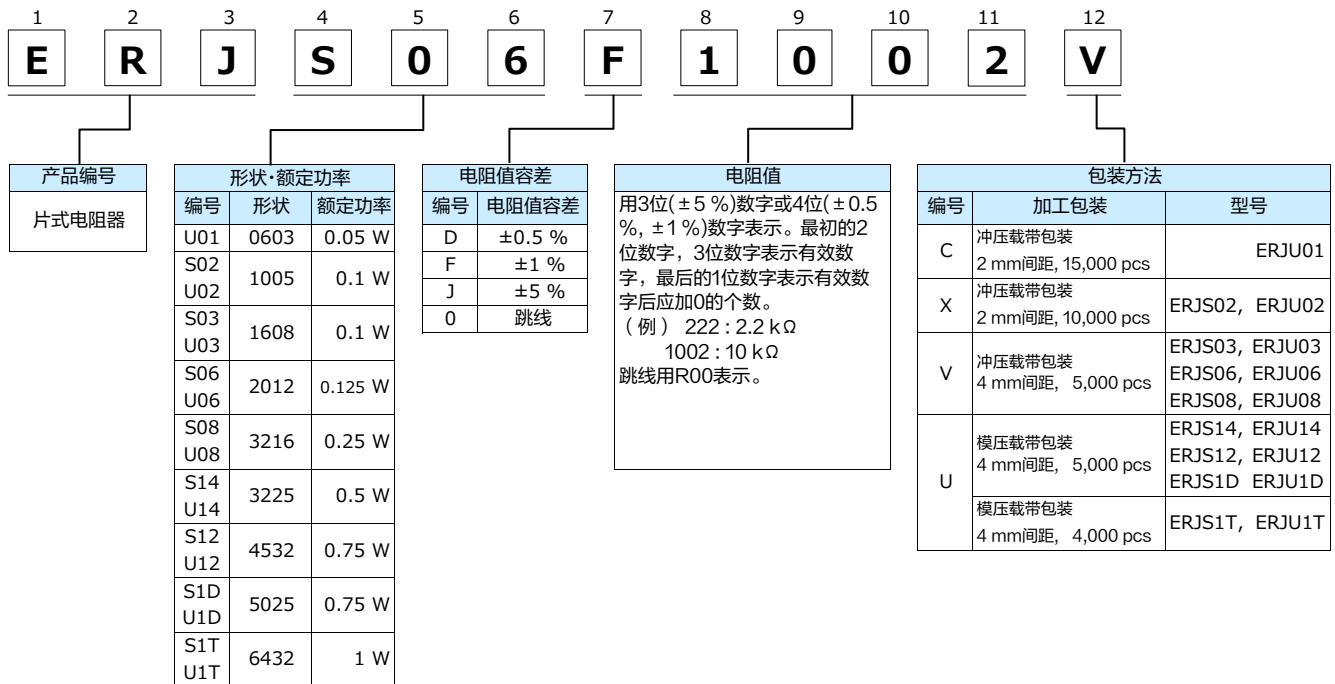 1 2 3 4 5 6 7 8 9 10 11 12
E R J S 0 6 F 1 0 0 2 V
产品编号
片式电阻器
形状·额定功率
编号 形状 额定功率
U01 0603 0.05 W
S02
U02
1005 0.1 W
S03
U03
1608 0.1 W
S06
U06
2012 0.125 W
S08
U08
3216 0.25 W
S14
U14
3225 0.5 W
S12
U12
4532 0.75 W
S1D
U1D
5025 0.75 W
S1T
U1T
6432 1 W
电阻值容差
编号 电阻值容差
D ±0.5 %
F ±1 %
J ±5 %
0 跳线
电阻值
用3位(±5 %)数字或4位(±0.5
%, ±1 %)数字表示。最初的2
位数字，3位数字表示有效数
字，最后的1位数字表示有效数
字后应加0的个数。
（例） 222 : 2.2 kΩ
1002 : 10 kΩ
跳线用R00表示。
包装方法
编号 加工包装 型号
C
冲压载带包装
2 mm间距, 15,000 pcs
ERJU01
X
冲压载带包装
2 mm间距, 10,000 pcs
ERJS02, ERJU02
V
冲压载带包装
4 mm间距, 5,000 pcs
ERJS03, ERJU03
ERJS06, ERJU06
ERJS08, ERJU08
U
模压载带包装
4 mm间距, 5,000 pcs
ERJS14, ERJU14
ERJS12, ERJU12
ERJS1D ERJU1D
模压载带包装
4 mm间距, 4,000 pcs
ERJS1T, ERJU1T